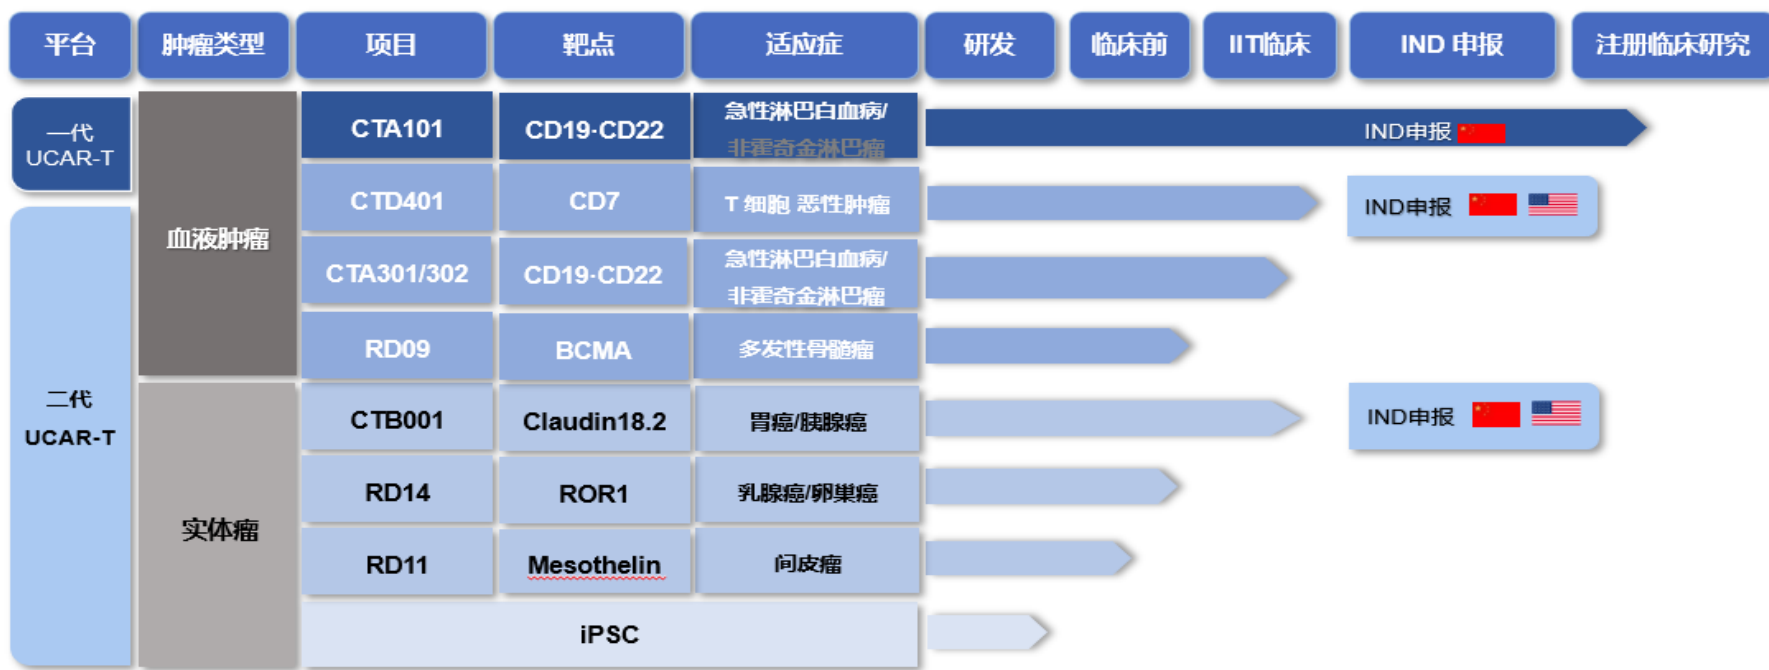 平台
肿瘤类型
项目
靶点
适应症
研发
临床前
IIT临床
IND 申报
注册临床研究
一代
UCAR-T
血液肿瘤
CTA101
CD19·CD22
急性淋巴白血病/
非霍奇金淋巴瘤
IND申报
CTD401
CD7
T 细胞 恶性肿瘤
IND申报
CTA301/302
CD19·CD22
急性淋巴白血病/
非霍奇金淋巴瘤
RD09
BCMA
多发性骨髓瘤
二代
UCAR-T
实体瘤
CTB001
Claudin18.2
胃癌/胰腺癌
IND申报
RD14
ROR1
乳腺癌/卵巢癌
RD11
Mesothelin
间皮瘤
iPSC